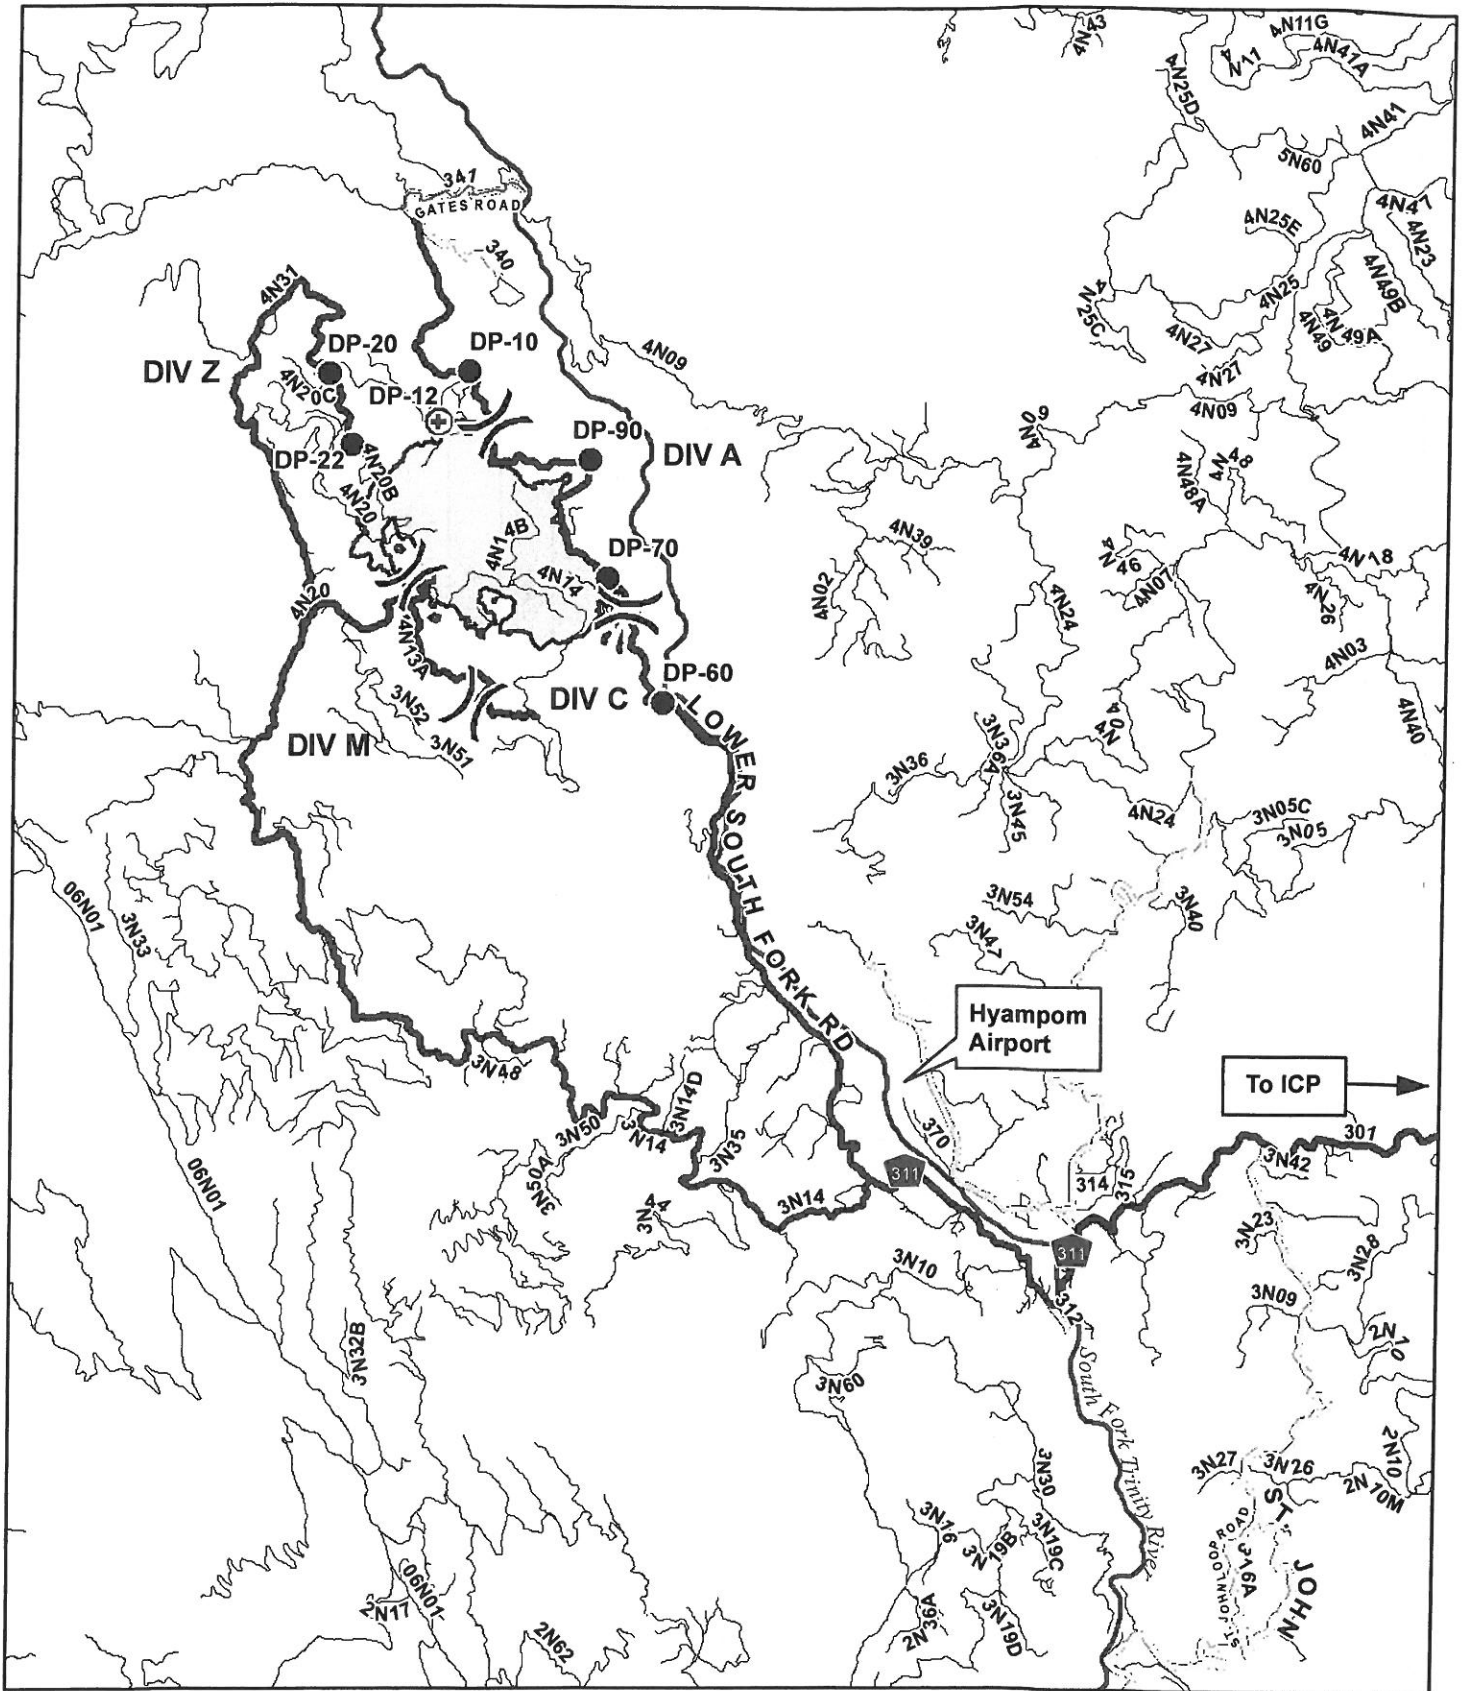 4N43
4N11G
4N11
4N41A
4N25D
4N41
5N60
341
GATES ROAD
4N47
4N25E
4N23
340
4N49B
4N31
4N25
4N25C
4N49A
4N49
4N27
DP-20
DP-10
4N09
DIV Z
4N27
4N20C
DP-12
4N09
4N09
DP-90
DIV A
DP-22
4N20B
4N48
4N48A
4N20
4N14B
4N39
DP-70
4N46
4N18
4N14
4N02
4N07
4N20
4N24
4N26
4N13A
4N03
DP-60
3N52
DIV C
LOWER SOUTH FORK RD
4N04
4N40
DIV M
3N51
3N36A
3N36
3N45
4N24
3N05C
3N05
06N01
3N33
3N54
3N40
3N47
Hyampom
Airport
3N48
To ICP
3N14D
370
301
3N50
3N14
3N35
3N42
3N50A
311
314
315
3N14
3N44
3N23
311
3N28
3N10
06N01
312
3N09
2N10
3N32B
South Fork Trinity River
3N60
2N10
3N27
3N26
3N30
2N10M
ST. JOHN
3N16
3N19B
3N19C
316A
ST JOHN LOOP ROAD
06N01
2N17
2N36A
3N19D
2N62